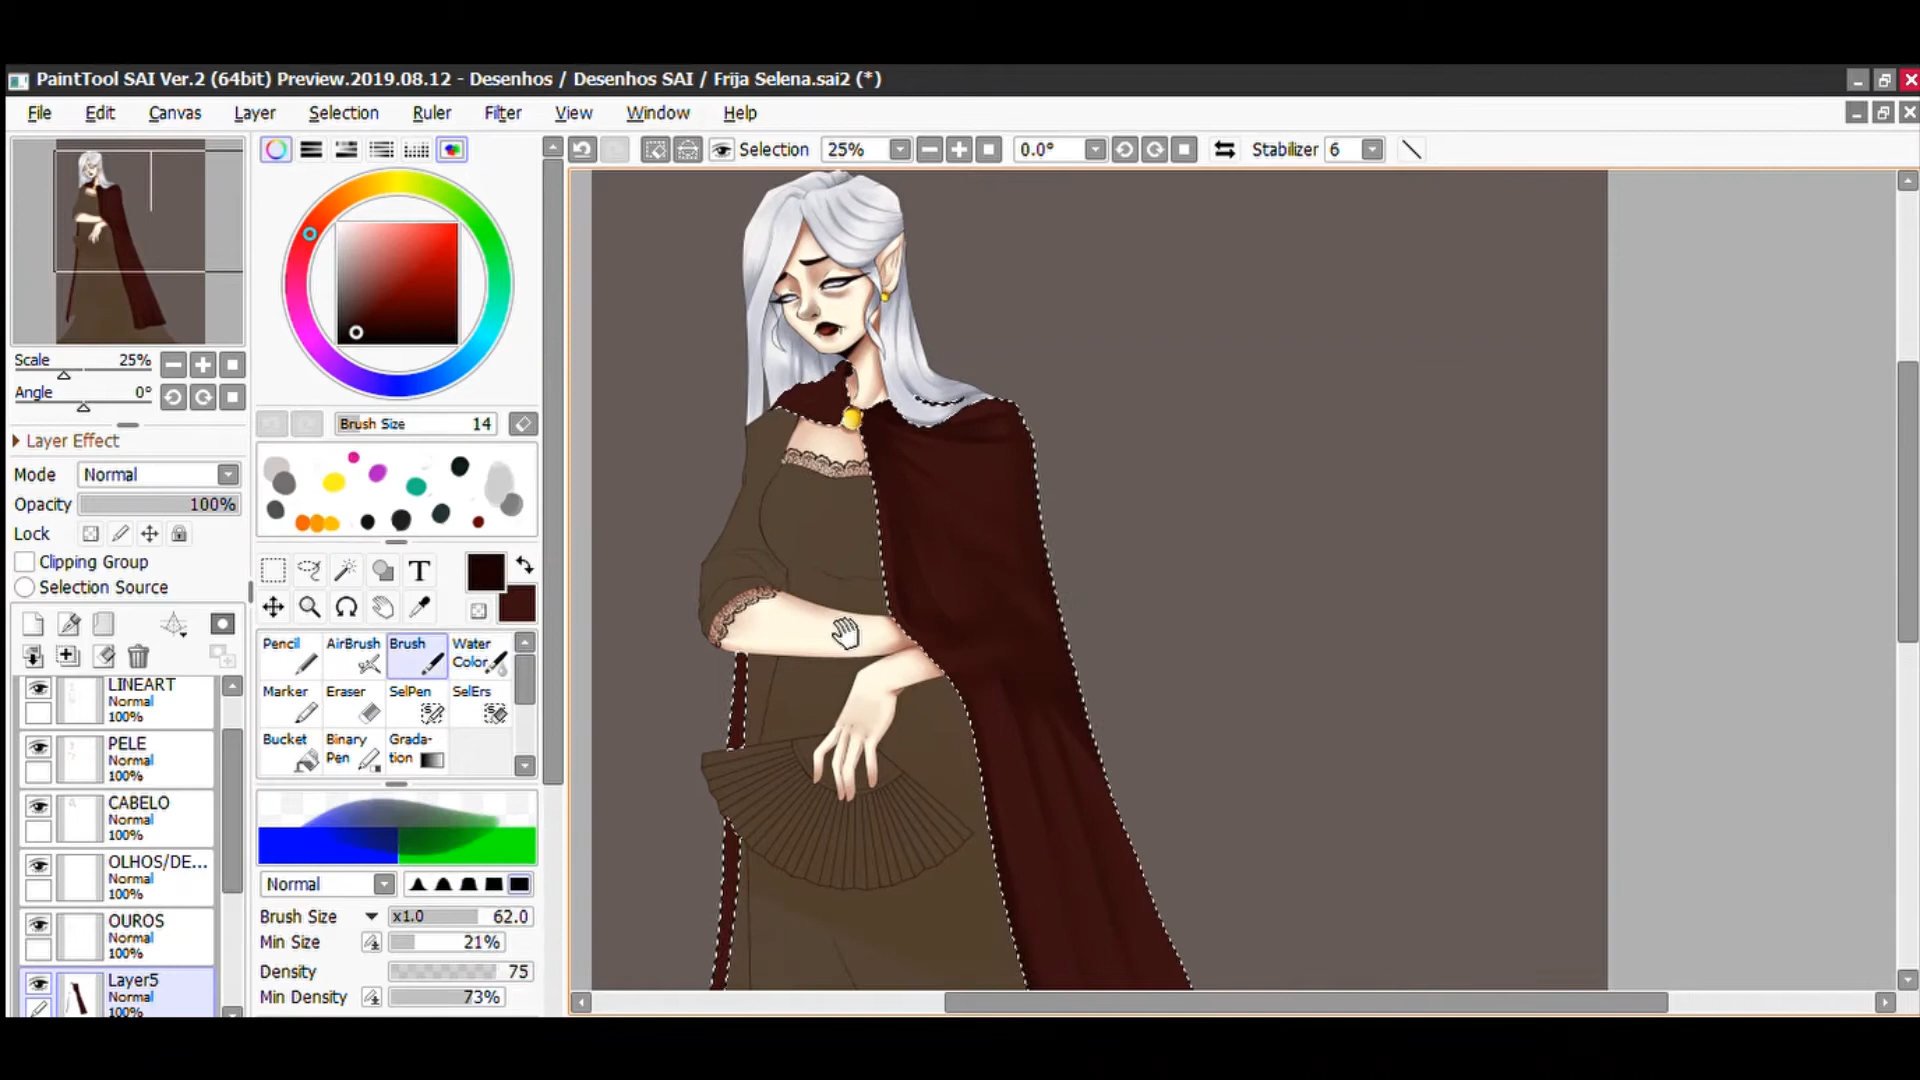 PaintTool SAI Ver.2 (64bit) Preview.2019.08.12 - Desenhos / Desenhos SAI / Frija Selena.sai2 (*)
File Edit Canvas Layer Selection Ruler Filter View Window Help
Selection 25% 0.0° Stabilizer 6
Scale 25%
Angle 0°
Layer Effect
Mode Normal
Opacity 100%
Lock
Clipping Group
Selection Source
LINEART
Normal
100%
PELE
Normal
100%
CABELO
Normal
100%
OLHOS/DE...
Normal
100%
OUROS
Normal
100%
Layer5
Normal
100%
Brush Size 14
T
Pencil AirBrush Brush Water Color
Marker Eraser SelPen SelErs
Bucket Binary Pen Grada-tion
Normal
Brush Size x1.0 62.0
Min Size 21%
Density 75
Min Density 73%